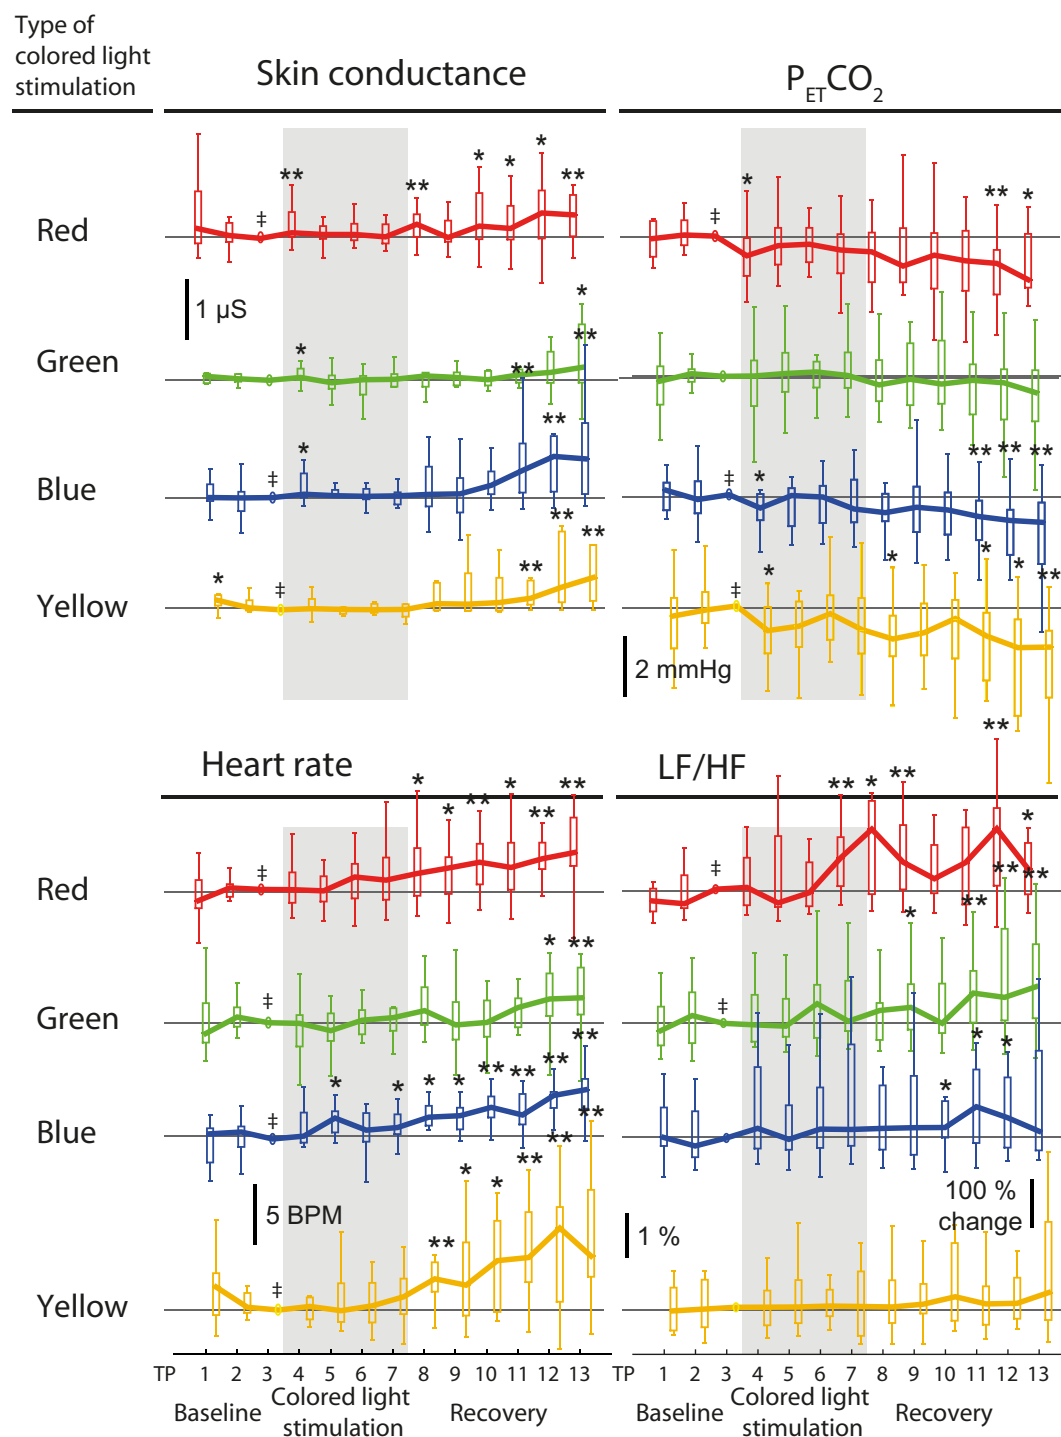 Type of
colored light
stimulation
Skin conductance
P_ET CO_2
Red
‡ ** ** * * * **
‡ * ** *
1 µS
Green
* * 
Blue
‡ * ** ** **
‡ * ** ** **
Yellow
* ‡ ** ** **
‡ * * * * **
2 mmHg
Heart rate
LF/HF
Red
‡ * * ** * ** **
‡ ** * ** ** *
Green
‡ * **
‡ * ** ** **
Blue
‡ * * * * ** ** ** **
* * *
5 BPM
1 %
100 %
change
Yellow
‡ ** * * ** ** **
TP 1 2 3 4 5 6 7 8 9 10 11 12 13
TP 1 2 3 4 5 6 7 8 9 10 11 12 13
Baseline
Colored light
stimulation
Recovery
Baseline
Colored light
stimulation
Recovery